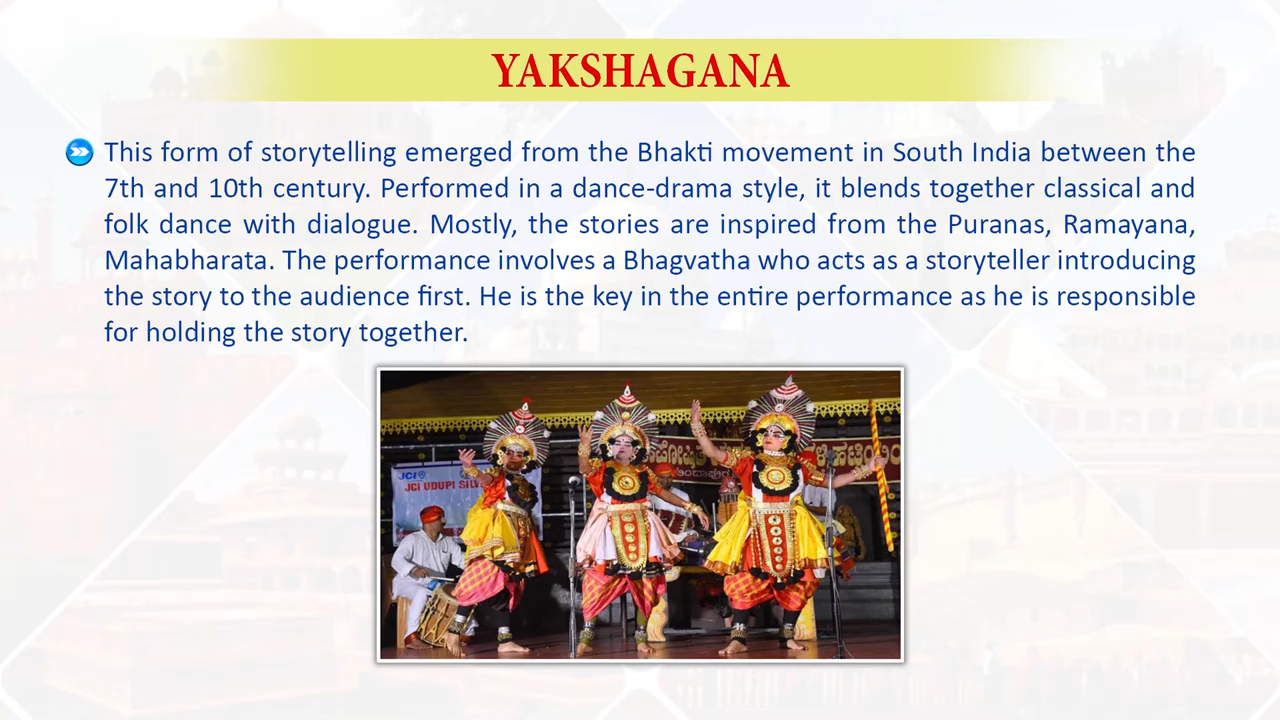 YAKSHAGANA
This form of storytelling emerged from the Bhakti movement in South India between the
7th and 10th century. Performed in a dance-drama style, it blends together classical and
folk dance with dialogue. Mostly, the stories are inspired from the Puranas, Ramayana,
Mahabharata. The performance involves a Bhagvatha who acts as a storyteller introducing
the story to the audience first. He is the key in the entire performance as he is responsible
for holding the story together.
JCI
JCI UDUPI